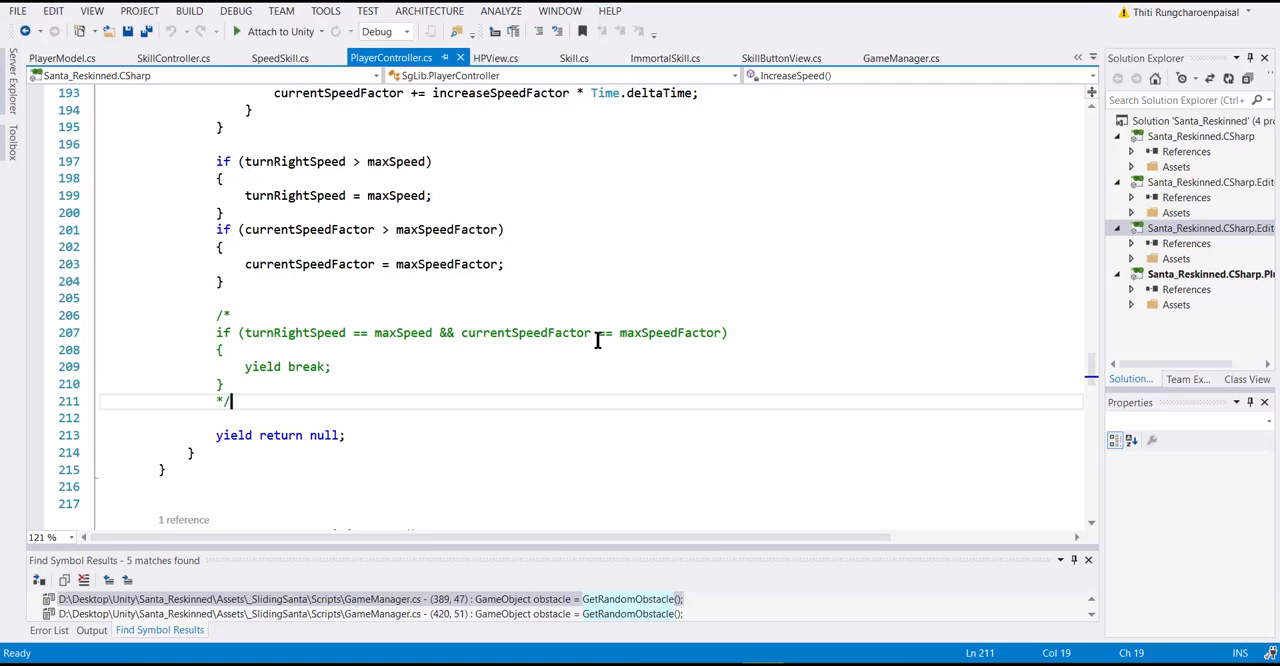 FILE EDIT VIEW PROJECT BUILD DEBUG TEAM TOOLS TEST ARCHITECTURE ANALYZE WINDOW HELP Thiti Rungcharoenpaisal
Attach to Unity Debug
PlayerModel.cs SkillController.cs SpeedSkill.cs PlayerController.cs HPView.cs Skill.cs ImmortalSkill.cs SkillButtonView.cs GameManager.cs
Santa_Reskinned.CSharp SgLib.PlayerController IncreaseSpeed()
Server Explorer
Toolbox
193 currentSpeedFactor += increaseSpeedFactor * Time.deltaTime;
194 }
195 }
196
197 if (turnRightSpeed > maxSpeed)
198 {
199 turnRightSpeed = maxSpeed;
200 }
201 if (currentSpeedFactor > maxSpeedFactor)
202 {
203 currentSpeedFactor = maxSpeedFactor;
204 }
205
206 /*
207 if (turnRightSpeed == maxSpeed && currentSpeedFactor == maxSpeedFactor)
208 {
209 yield break;
210 }
211 */
212
213 yield return null;
214 }
215 }
216
217
1 reference
121 %
Solution Explorer
Search Solution Explorer (Ctrl+
Solution 'Santa_Reskinned' (4 pr
Santa_Reskinned.CSharp
References
Assets
Santa_Reskinned.CSharp.Edit
References
Assets
Santa_Reskinned.CSharp.Edit
References
Assets
Santa_Reskinned.CSharp.Plu
References
Assets
Solution... Team Ex... Class View
Properties
Find Symbol Results - 5 matches found
D:\Desktop\Unity\Santa_Reskinned\Assets\_SlidingSanta\Scripts\GameManager.cs - (389, 47) : GameObject obstacle = GetRandomObstacle();
D:\Desktop\Unity\Santa_Reskinned\Assets\_SlidingSanta\Scripts\GameManager.cs - (420, 51) : GameObject obstacle = GetRandomObstacle();
Error List Output Find Symbol Results
Ready Ln 211 Col 19 Ch 19 INS